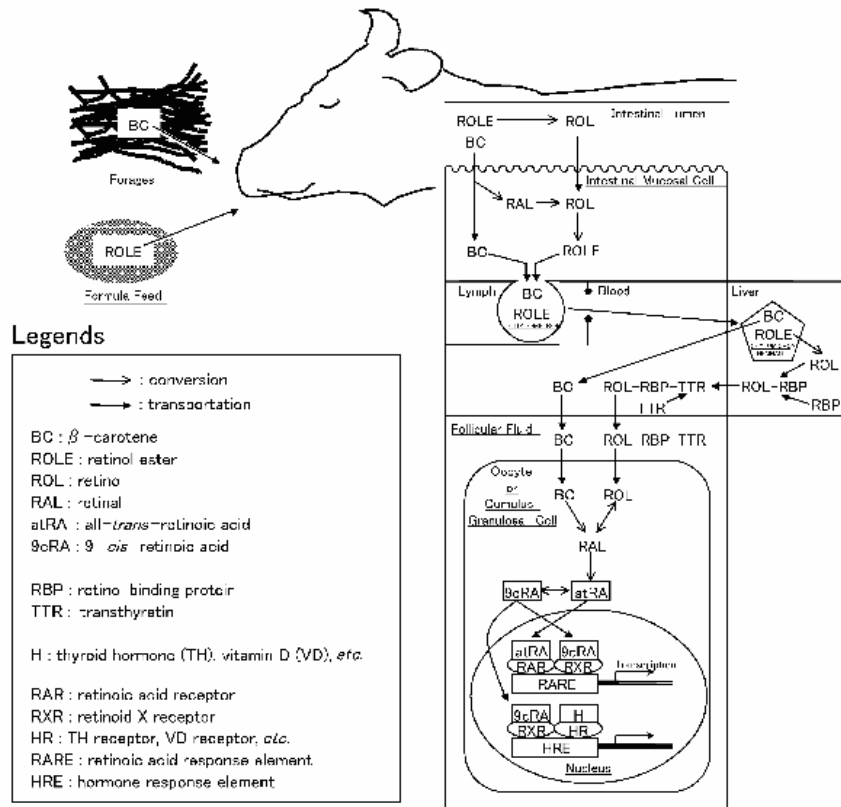 BC
Forages
ROLE
Formula Feed
Intestinal Lumen
ROLE ROL
BC
Intestinal Mucosal Cell
RAL ROL
BC ROLE
Lymph Blood Liver
BC
ROLE
BC
ROLE
ROL
BC ROL-RBP-TTR ROL-RBP
TTR RBP
Follicular Fluid
BC ROL RBP TTR
Oocyte
or
Cumulus
Granulosa Cell
BC ROL
RAL
9cRA atRA
atRA 9cRA
RAR RXR
Transcription
RARE
9cRA H
RXR HR
HRE
Nucleus
Legends
: conversion
: transportation
BC : β-carotene
ROLE : retinol ester
ROL : retino
RAL : retinal
atRA : all-trans-retinoic acid
9cRA : 9 cis retinoic acid
RBP : retino binding protein
TTR : transthyretin
H : thyroid hormone (TH), vitamin D (VD), etc.
RAR : retinoic acid receptor
RXR : retinoid X receptor
HR : TH receptor, VD receptor, etc.
RARE : retinoic acid response element
HRE : hormone response element